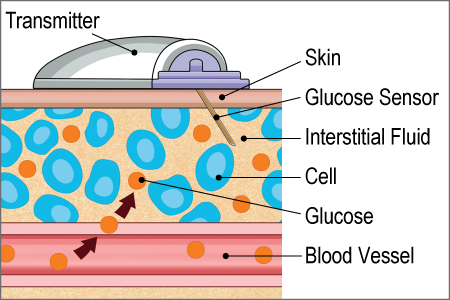 Transmitter
Skin
Glucose Sensor
Interstitial Fluid
Cell
Glucose
Blood Vessel